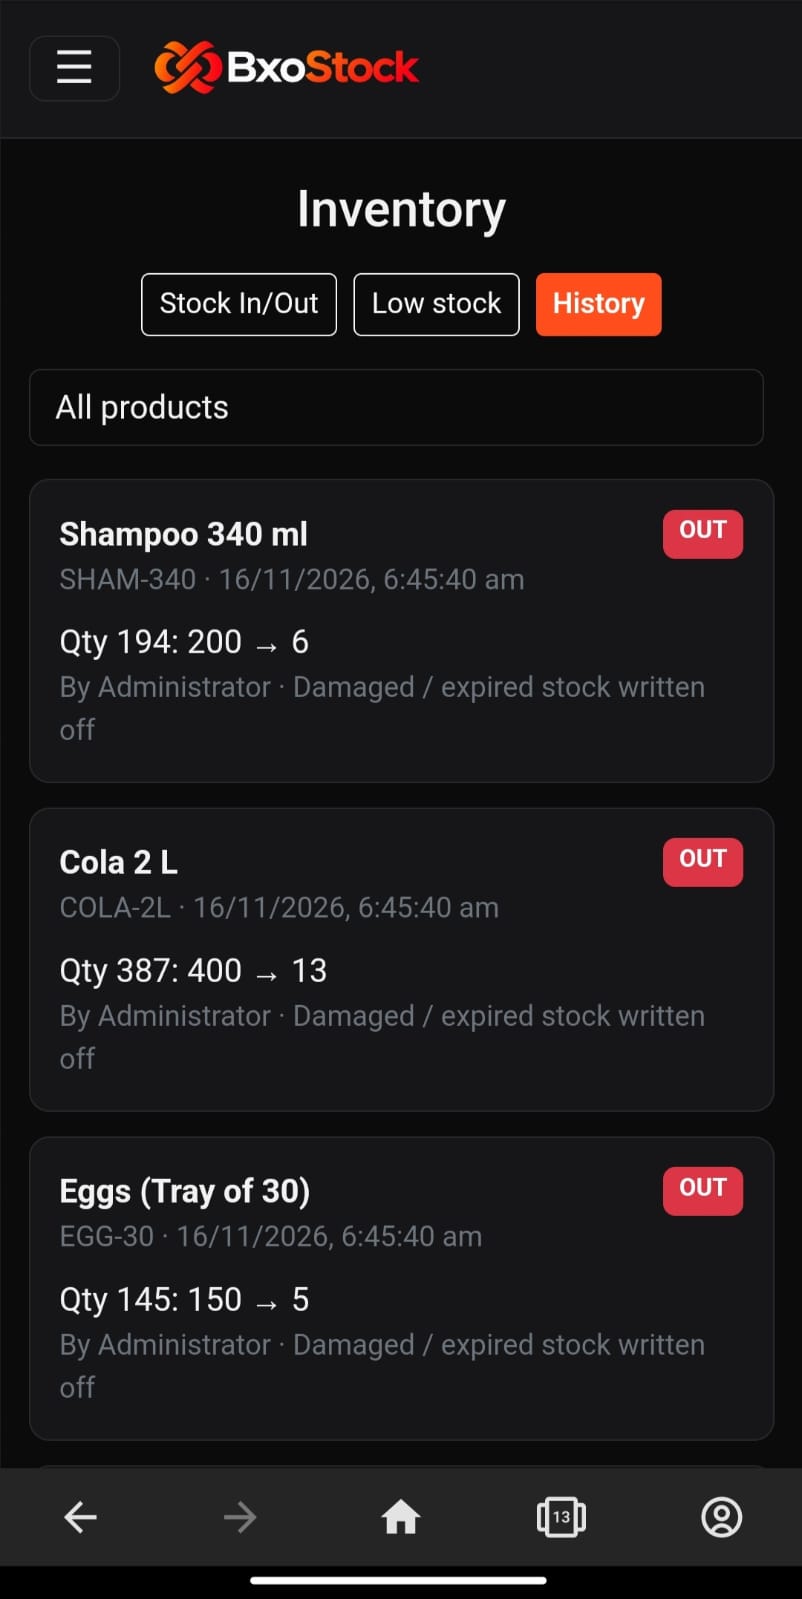 BxoStock
Inventory
Stock In/Out
Low stock
History
All products
Shampoo 340 ml
OUT
SHAM-340 · 16/11/2026, 6:45:40 am
Qty 194: 200 → 6
By Administrator · Damaged / expired stock written
off
Cola 2 L
OUT
COLA-2L · 16/11/2026, 6:45:40 am
Qty 387: 400 → 13
By Administrator · Damaged / expired stock written
off
Eggs (Tray of 30)
OUT
EGG-30 · 16/11/2026, 6:45:40 am
Qty 145: 150 → 5
By Administrator · Damaged / expired stock written
off
13